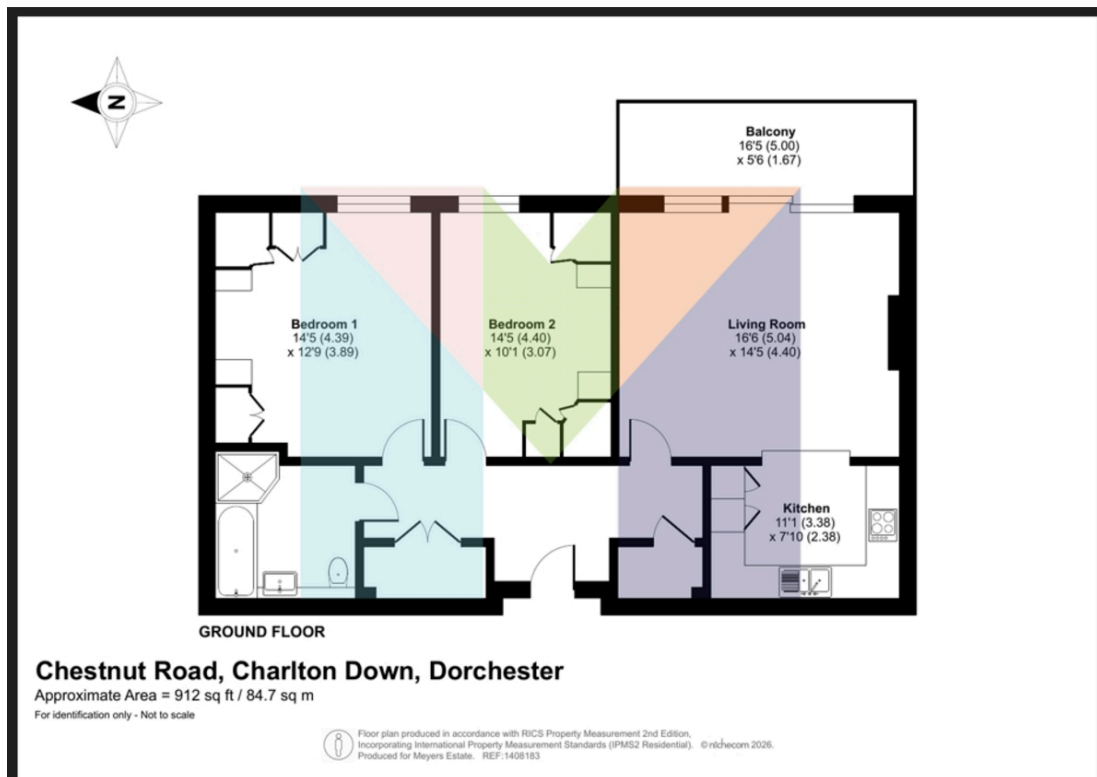 N
Balcony
16'5 (5.00)
x 5'6 (1.67)
Bedroom 1
14'5 (4.39)
x 12'9 (3.89)
Bedroom 2
14'5 (4.40)
x 10'1 (3.07)
Living Room
16'6 (5.04)
x 14'5 (4.40)
Kitchen
11'1 (3.38)
x 7'10 (2.38)
GROUND FLOOR
Chestnut Road, Charlton Down, Dorchester
Approximate Area = 912 sq ft / 84.7 sq m
For identification only - Not to scale
Floor plan produced in accordance with RICS Property Measurement 2nd Edition,
Incorporating International Property Measurement Standards (IPMS2 Residential). © nichecom 2026.
Produced for Meyers Estate. REF:1408183